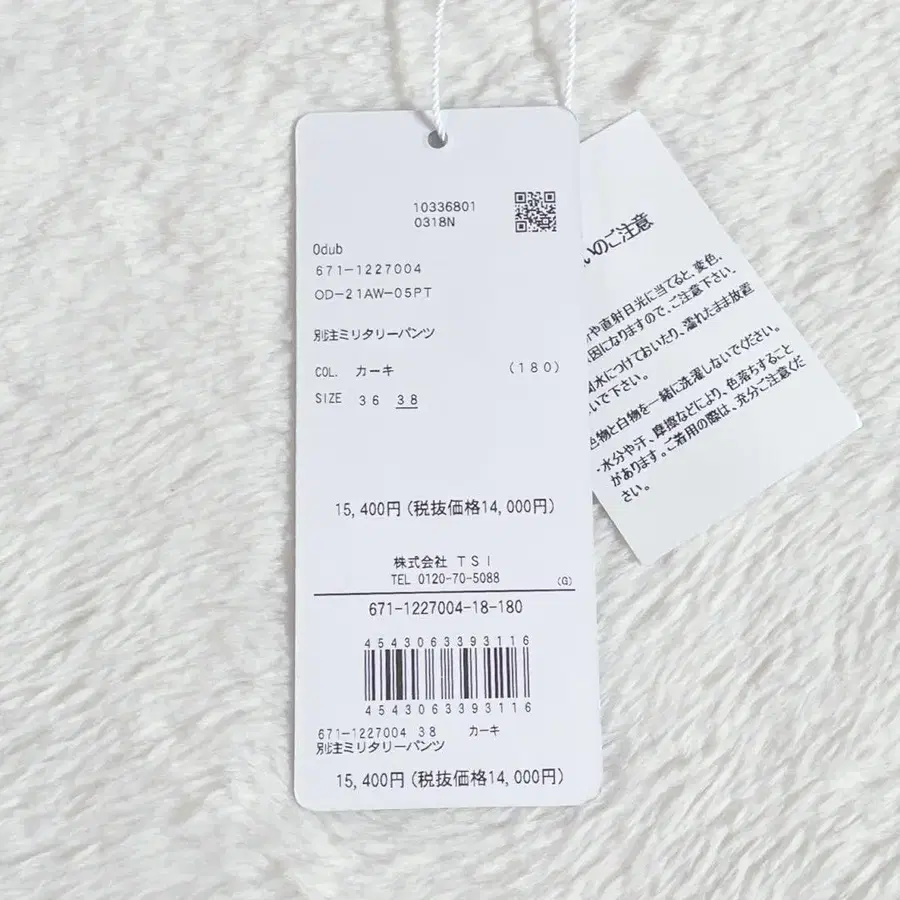 10336801
0318N
Odub
671-1227004
OD-21AW-05PT
別注ミリタリーパンツ
COL. カーキ (180)
SIZE 36 38
15,400円(税抜価格14,000円)
株式会社 TSI
TEL 0120-70-5088 (G)
671-1227004-18-180
4543063393116
4543063393116
671-1227004 38 カーキ
別注ミリタリーパンツ
15,400円(税抜価格14,000円)
いのご注意
や直射日光に当てると、変色、
因になりますので、ご注意下さい。
水につけておいたり、濡れたまま放置
いで下さい。
色物と白物を一緒に洗濯しないでください。
・水分や汗、摩擦などにより、色落ちすること
があります。ご着用の際は、充分ご注意くだ
さい。